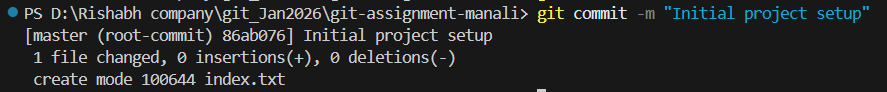 PS D:\Rishabh company\git_Jan2026\git-assignment-manali> git commit -m "Initial project setup"
[master (root-commit) 86ab076] Initial project setup
 1 file changed, 0 insertions(+), 0 deletions(-)
 create mode 100644 index.txt